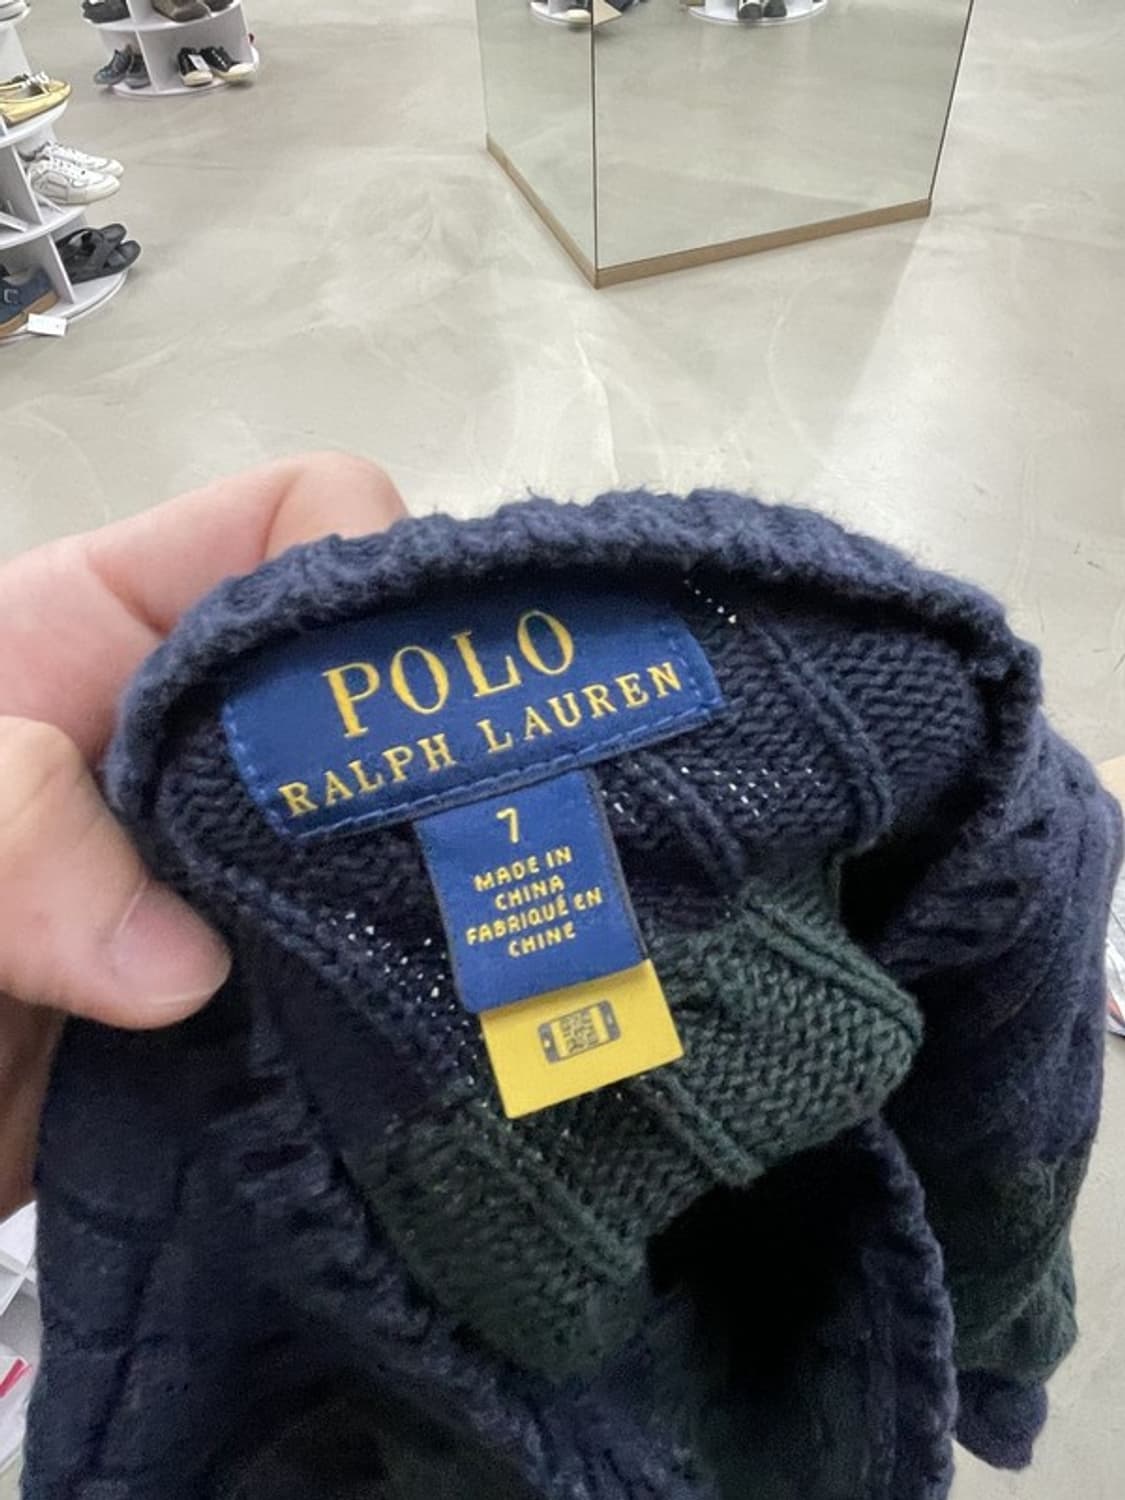 POLO
RALPH LAUREN
7
MADE IN
CHINA
FABRIQUÉ EN
CHINE